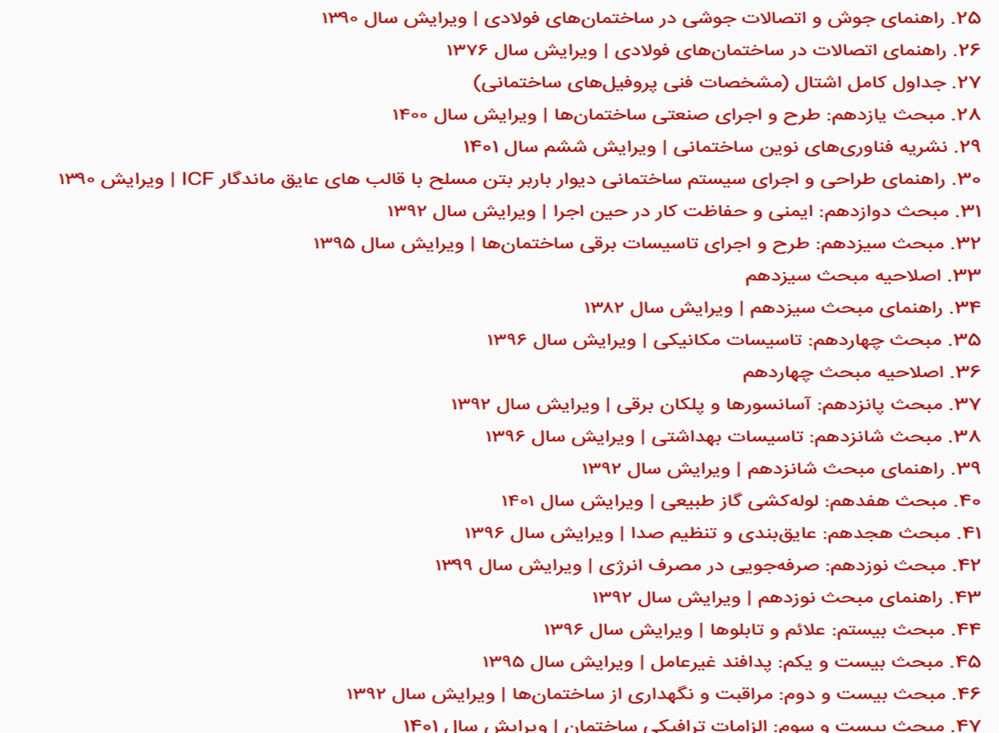 ۲۵. راهنمای جوش و اتصالات جوشی در ساختمان‌های فولادی | ویرایش سال ۱۳۹۰
۲۶. راهنمای اتصالات در ساختمان‌های فولادی | ویرایش سال ۱۳۷۶
۲۷. جداول کامل اشتال (مشخصات فنی پروفیل‌های ساختمانی)
۲۸. مبحث یازدهم: طرح و اجرای صنعتی ساختمان‌ها | ویرایش سال ۱۴۰۰
۲۹. نشریه فناوری‌های نوین ساختمانی | ویرایش ششم سال ۱۴۰۱
۳۰. راهنمای طراحی و اجرای سیستم ساختمانی دیوار باربر بتن مسلح با قالب های عایق ماندگار ICF | ویرایش ۱۳۹۰
۳۱. مبحث دوازدهم: ایمنی و حفاظت کار در حین اجرا | ویرایش سال ۱۳۹۲
۳۲. مبحث سیزدهم: طرح و اجرای تاسیسات برقی ساختمان‌ها | ویرایش سال ۱۳۹۵
۳۳. اصلاحیه مبحث سیزدهم
۳۴. راهنمای مبحث سیزدهم | ویرایش سال ۱۳۸۲
۳۵. مبحث چهاردهم: تاسیسات مکانیکی | ویرایش سال ۱۳۹۶
۳۶. اصلاحیه مبحث چهاردهم
۳۷. مبحث پانزدهم: آسانسورها و پلکان برقی | ویرایش سال ۱۳۹۲
۳۸. مبحث شانزدهم: تاسیسات بهداشتی | ویرایش سال ۱۳۹۶
۳۹. راهنمای مبحث شانزدهم | ویرایش سال ۱۳۹۲
۴۰. مبحث هفدهم: لوله‌کشی گاز طبیعی | ویرایش سال ۱۴۰۱
۴۱. مبحث هجدهم: عایق‌بندی و تنظیم صدا | ویرایش سال ۱۳۹۶
۴۲. مبحث نوزدهم: صرفه‌جویی در مصرف انرژی | ویرایش سال ۱۳۹۹
۴۳. راهنمای مبحث نوزدهم | ویرایش سال ۱۳۹۲
۴۴. مبحث بیستم: علائم و تابلوها | ویرایش سال ۱۳۹۶
۴۵. مبحث بیست و یکم: پدافند غیرعامل | ویرایش سال ۱۳۹۵
۴۶. مبحث بیست و دوم: مراقبت و نگهداری از ساختمان‌ها | ویرایش سال ۱۳۹۲
۴۷. مبحث بیست و سوم: الزامات ترافیکی ساختمان | ویرایش سال ۱۴۰۱